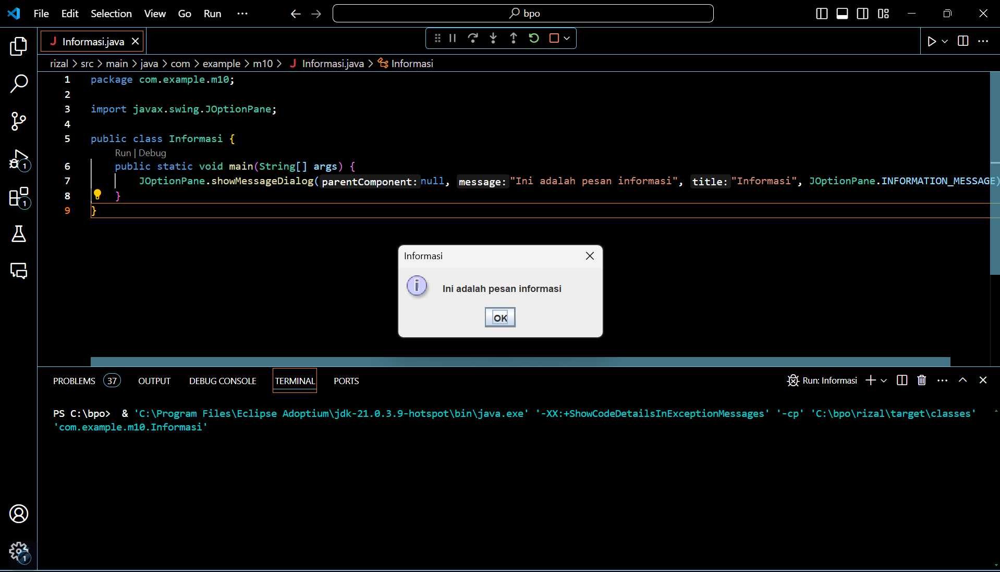 File Edit Selection View Go Run ··· bpo
Informasi.java
rizal > src > main > java > com > example > m10 > J Informasi.java > Informasi
1 package com.example.m10;
2
3 import javax.swing.JOptionPane;
4
5 public class Informasi {
Run | Debug
6 public static void main(String[] args) {
7 JOptionPane.showMessageDialog(parentComponent:null, message:"Ini adalah pesan informasi", title:"Informasi", JOptionPane.INFORMATION_MESSAGE)
8 }
9 }
Informasi
Ini adalah pesan informasi
OK
PROBLEMS 37 OUTPUT DEBUG CONSOLE TERMINAL PORTS Run: Informasi
PS C:\bpo>  & 'C:\Program Files\Eclipse Adoptium\jdk-21.0.3.9-hotspot\bin\java.exe' '-XX:+ShowCodeDetailsInExceptionMessages' '-cp' 'C:\bpo\rizal\target\classes'
'com.example.m10.Informasi'
1
1
1